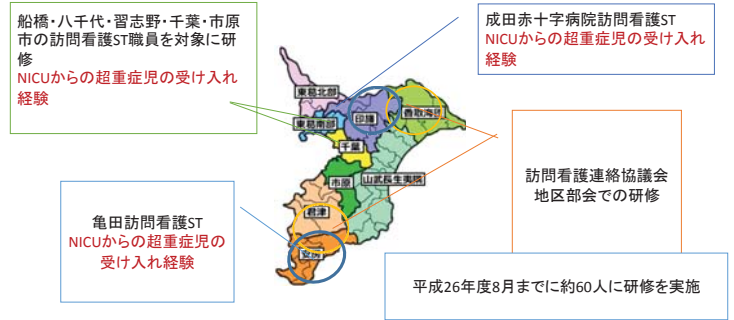 船橋・八千代・習志野・千葉・市原
市の訪問看護ST職員を対象に研
修
NICUからの超重症児の受け入れ
経験
成田赤十字病院訪問看護ST
NICUからの超重症児の受け入れ
経験
東葛北部
東葛南部
印旛
香取海匝
千葉
市原
山武長生夷隅
君津
安房
訪問看護連絡協議会
地区部会での研修
亀田訪問看護ST
NICUからの超重症児の
受け入れ経験
平成26年度8月までに約60人に研修を実施